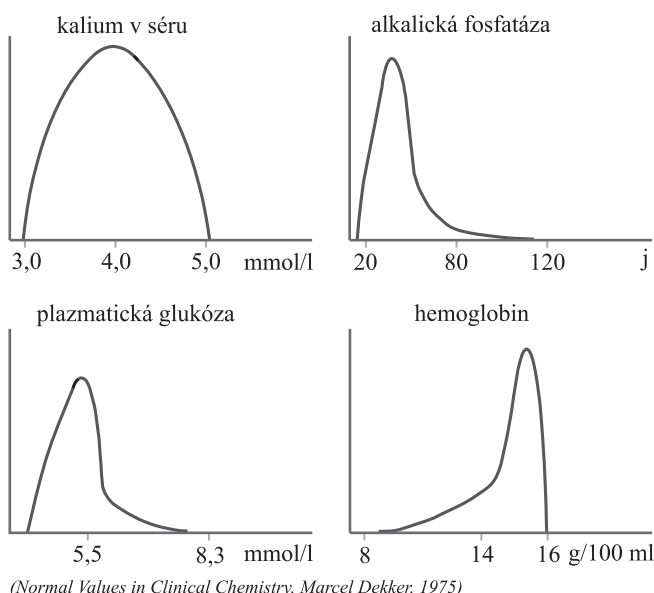 kalium v séru
alkalická fosfatáza
3,0 4,0 5,0 mmol/l
20 80 120 j
plazmatická glukóza
hemoglobin
5,5 8,3 mmol/l
8 14 16 g/100 ml
(Normal Values in Clinical Chemistry. Marcel Dekker. 1975)